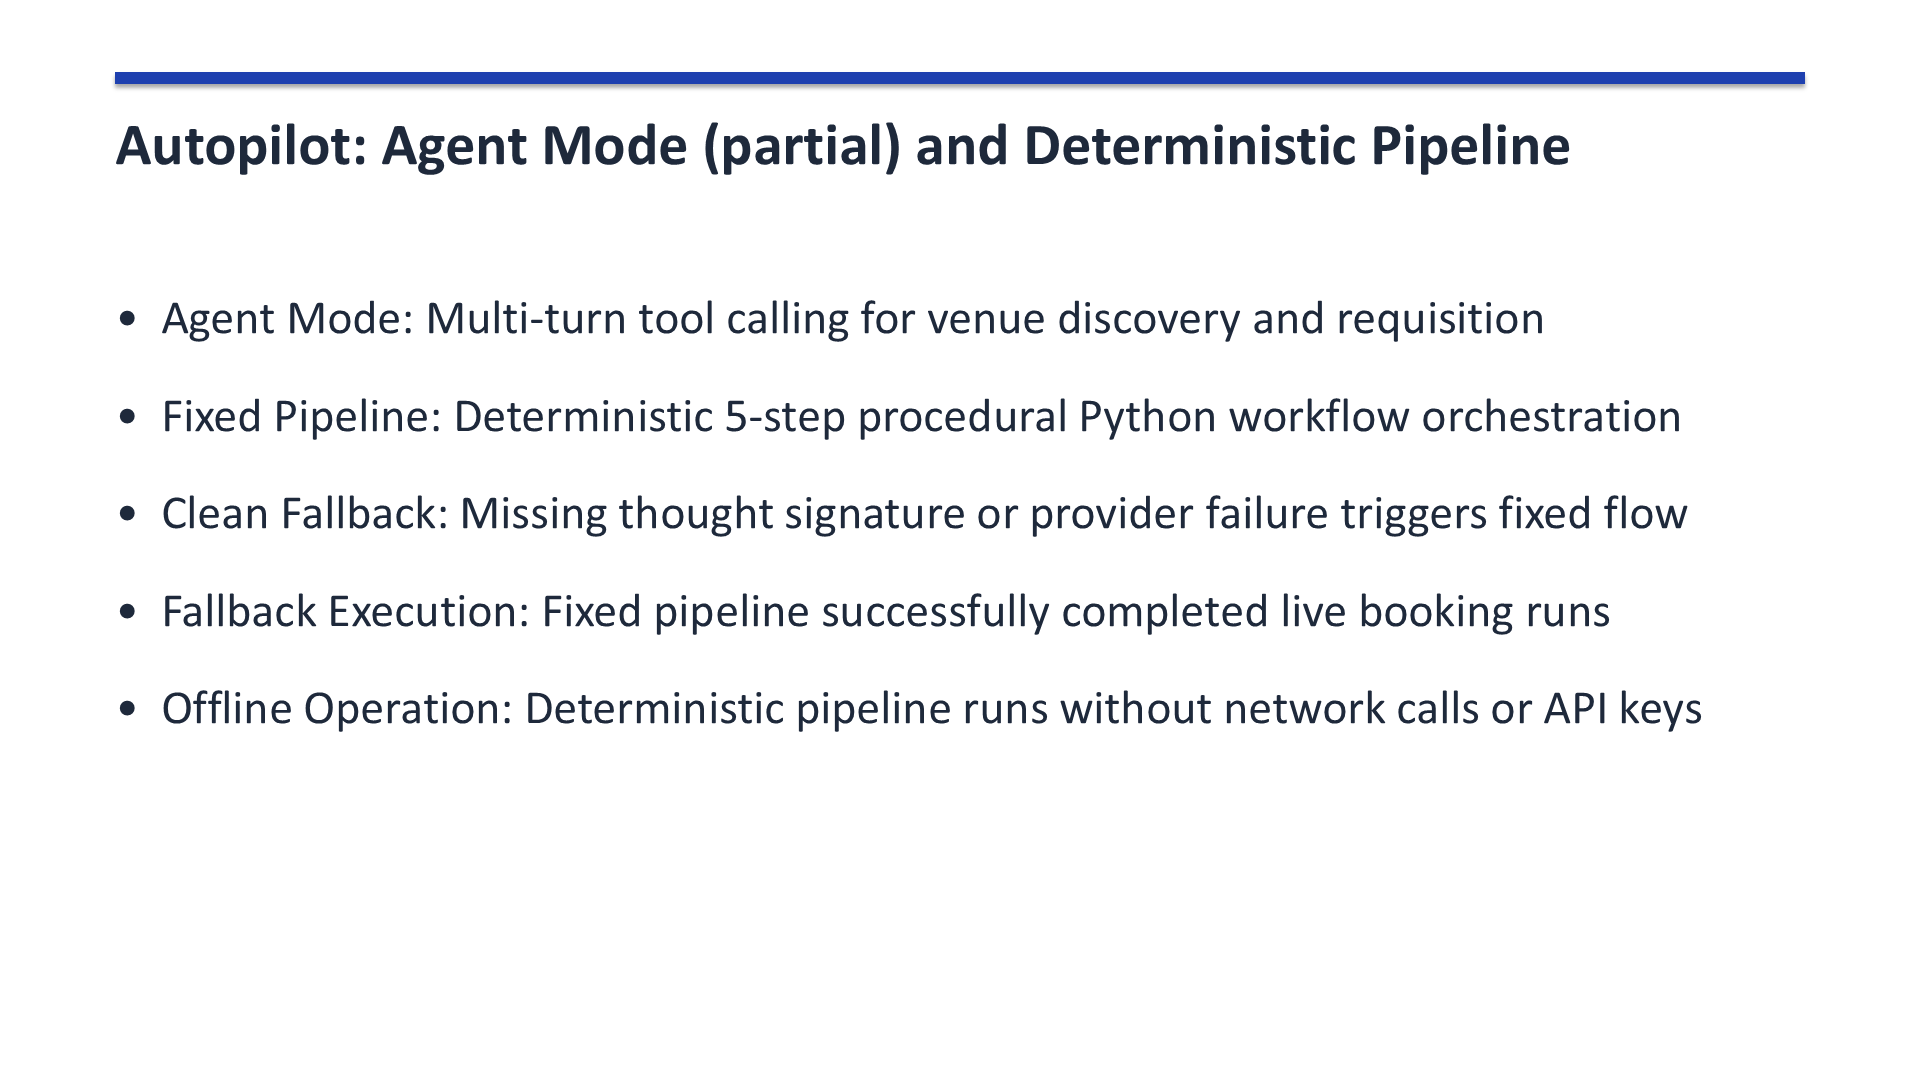 Autopilot: Agent Mode (partial) and Deterministic Pipeline
• Agent Mode: Multi-turn tool calling for venue discovery and requisition
• Fixed Pipeline: Deterministic 5-step procedural Python workflow orchestration
• Clean Fallback: Missing thought signature or provider failure triggers fixed flow
• Fallback Execution: Fixed pipeline successfully completed live booking runs
• Offline Operation: Deterministic pipeline runs without network calls or API keys